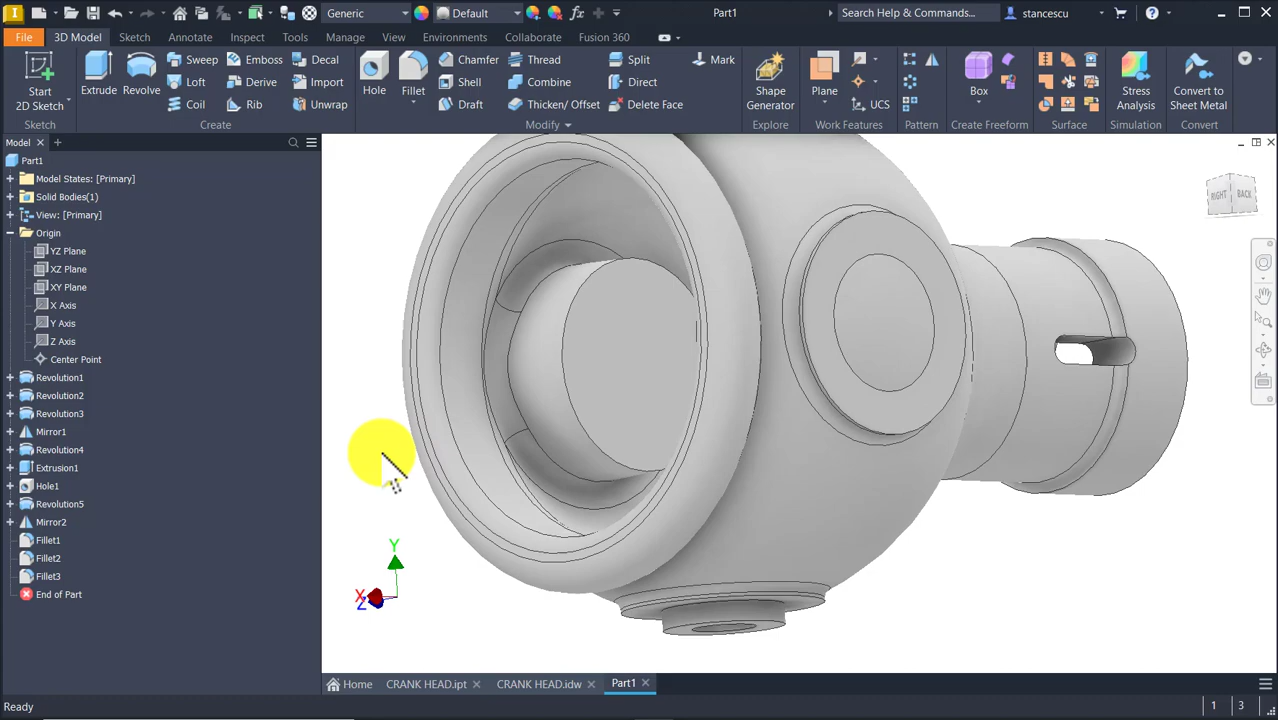 Generic
Default
fx
Part1
Search Help & Commands...
stancescu
File
3D Model
Sketch
Annotate
Inspect
Tools
Manage
View
Environments
Collaborate
Fusion 360
Start
2D Sketch
Sketch
Extrude
Revolve
Sweep
Loft
Coil
Emboss
Derive
Rib
Decal
Import
Unwrap
Create
Hole
Fillet
Chamfer
Shell
Draft
Thread
Combine
Thicken/ Offset
Split
Direct
Delete Face
Modify
Mark
Shape
Generator
Explore
Plane
UCS
Work Features
Pattern
Box
Create Freeform
Surface
Stress
Analysis
Simulation
Convert to
Sheet Metal
Convert
Model
Part1
Model States: [Primary]
Solid Bodies(1)
View: [Primary]
Origin
YZ Plane
XZ Plane
XY Plane
X Axis
Y Axis
Z Axis
Center Point
Revolution1
Revolution2
Revolution3
Mirror1
Revolution4
Extrusion1
Hole1
Revolution5
Mirror2
Fillet1
Fillet2
Fillet3
End of Part
RIGHT
BACK
Y
X
Z
Home
CRANK HEAD.ipt
CRANK HEAD.idw
Part1
Ready
1
3